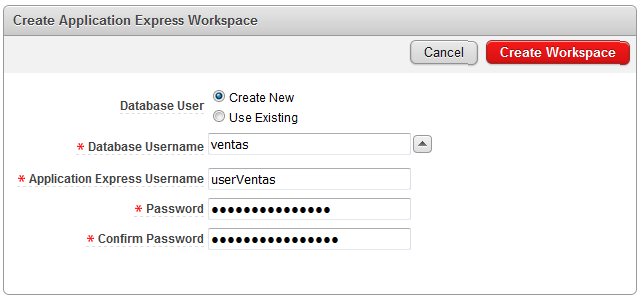 Create Application Express Workspace
Cancel Create Workspace
Database User Create New
Use Existing
* Database Username ventas
* Application Express Username userVentas
* Password ●●●●●●●●●●●●●●●
* Confirm Password ●●●●●●●●●●●●●●●●